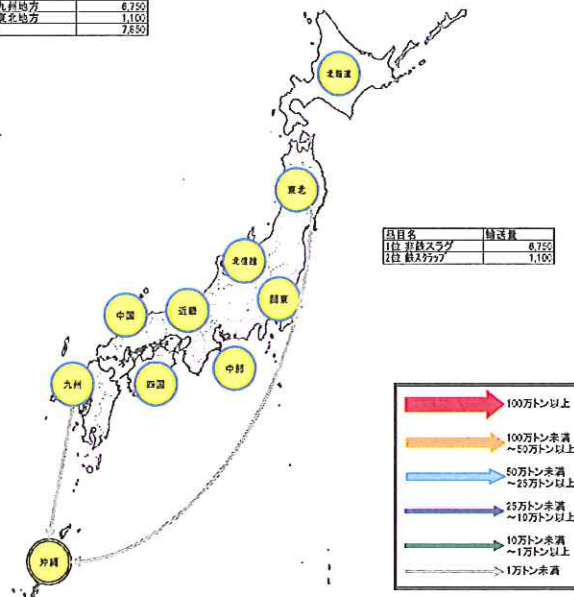 九州地方 6,750
東北地方 1,100
7,850
北海道
東北
北信越
関東
近畿
中国
中部
四国
九州
沖縄
品目名 輸送量
1位 非鉄スラグ 6,750
2位 鉄スクラップ 1,100
100万トン以上
100万トン未満
～50万トン以上
50万トン未満
～25万トン以上
25万トン未満
～10万トン以上
10万トン未満
～1万トン以上
1万トン未満